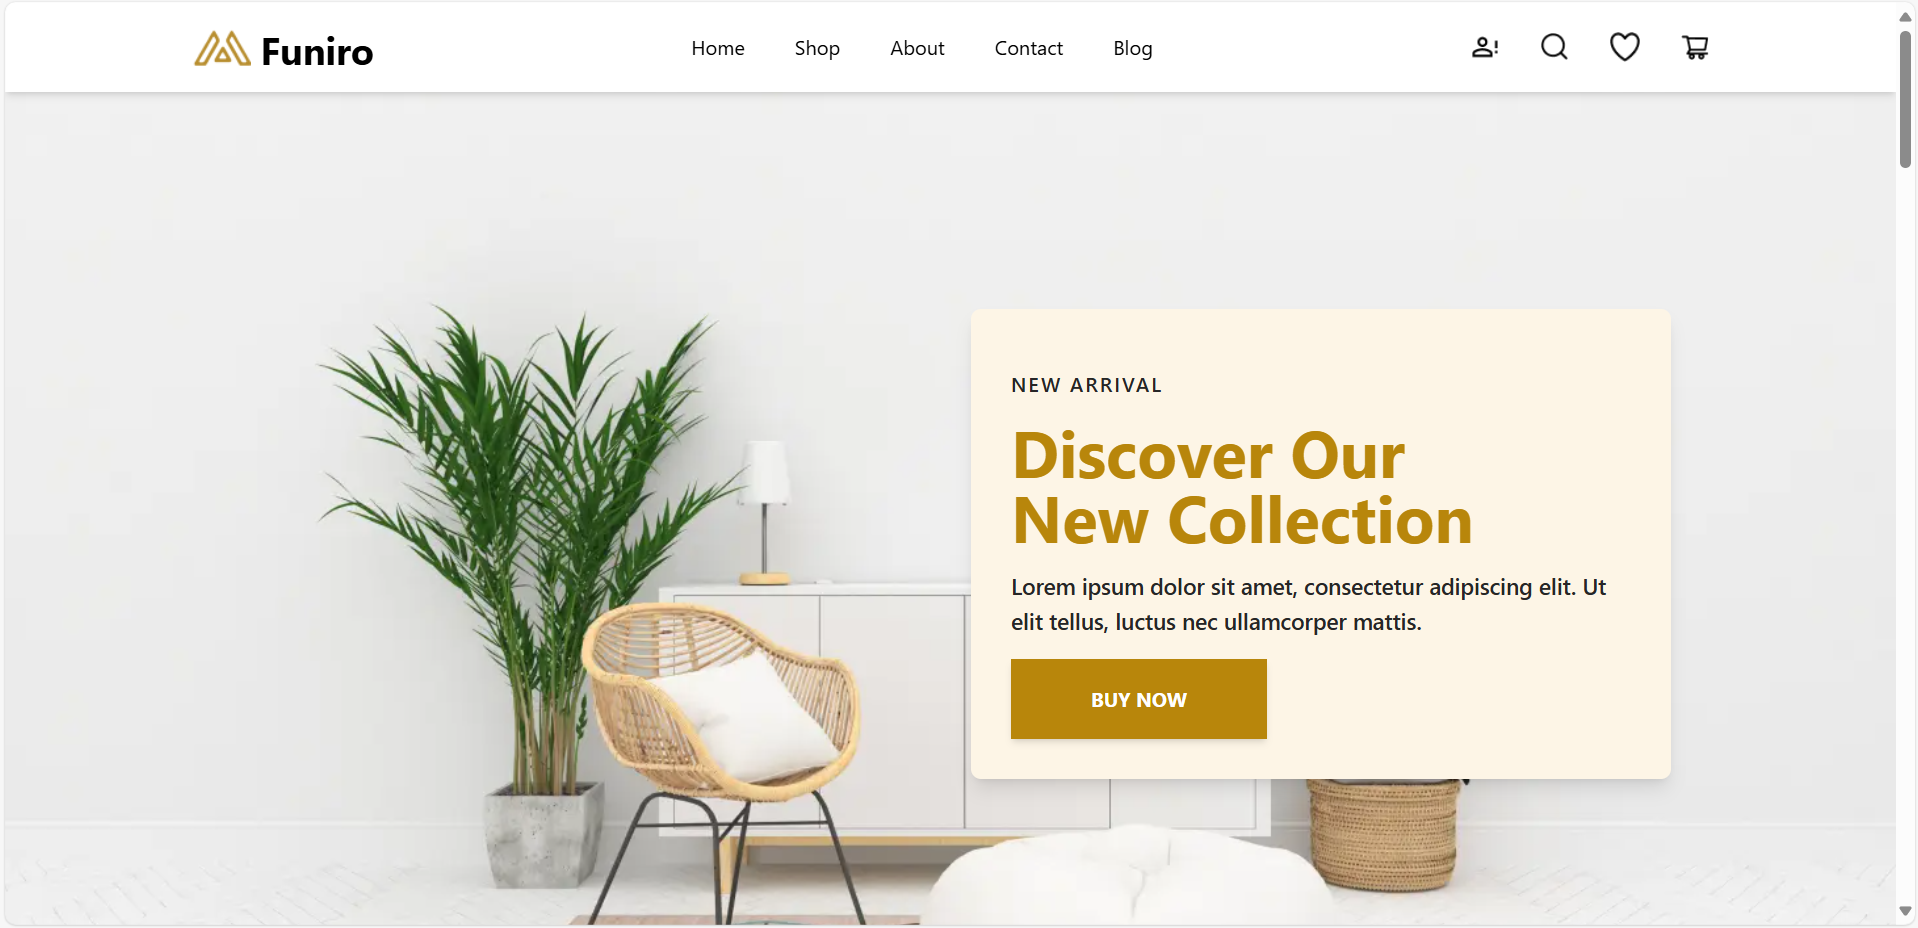 Funiro
Home
Shop
About
Contact
Blog
NEW ARRIVAL
Discover Our
New Collection
Lorem ipsum dolor sit amet, consectetur adipiscing elit. Ut
elit tellus, luctus nec ullamcorper mattis.
BUY NOW